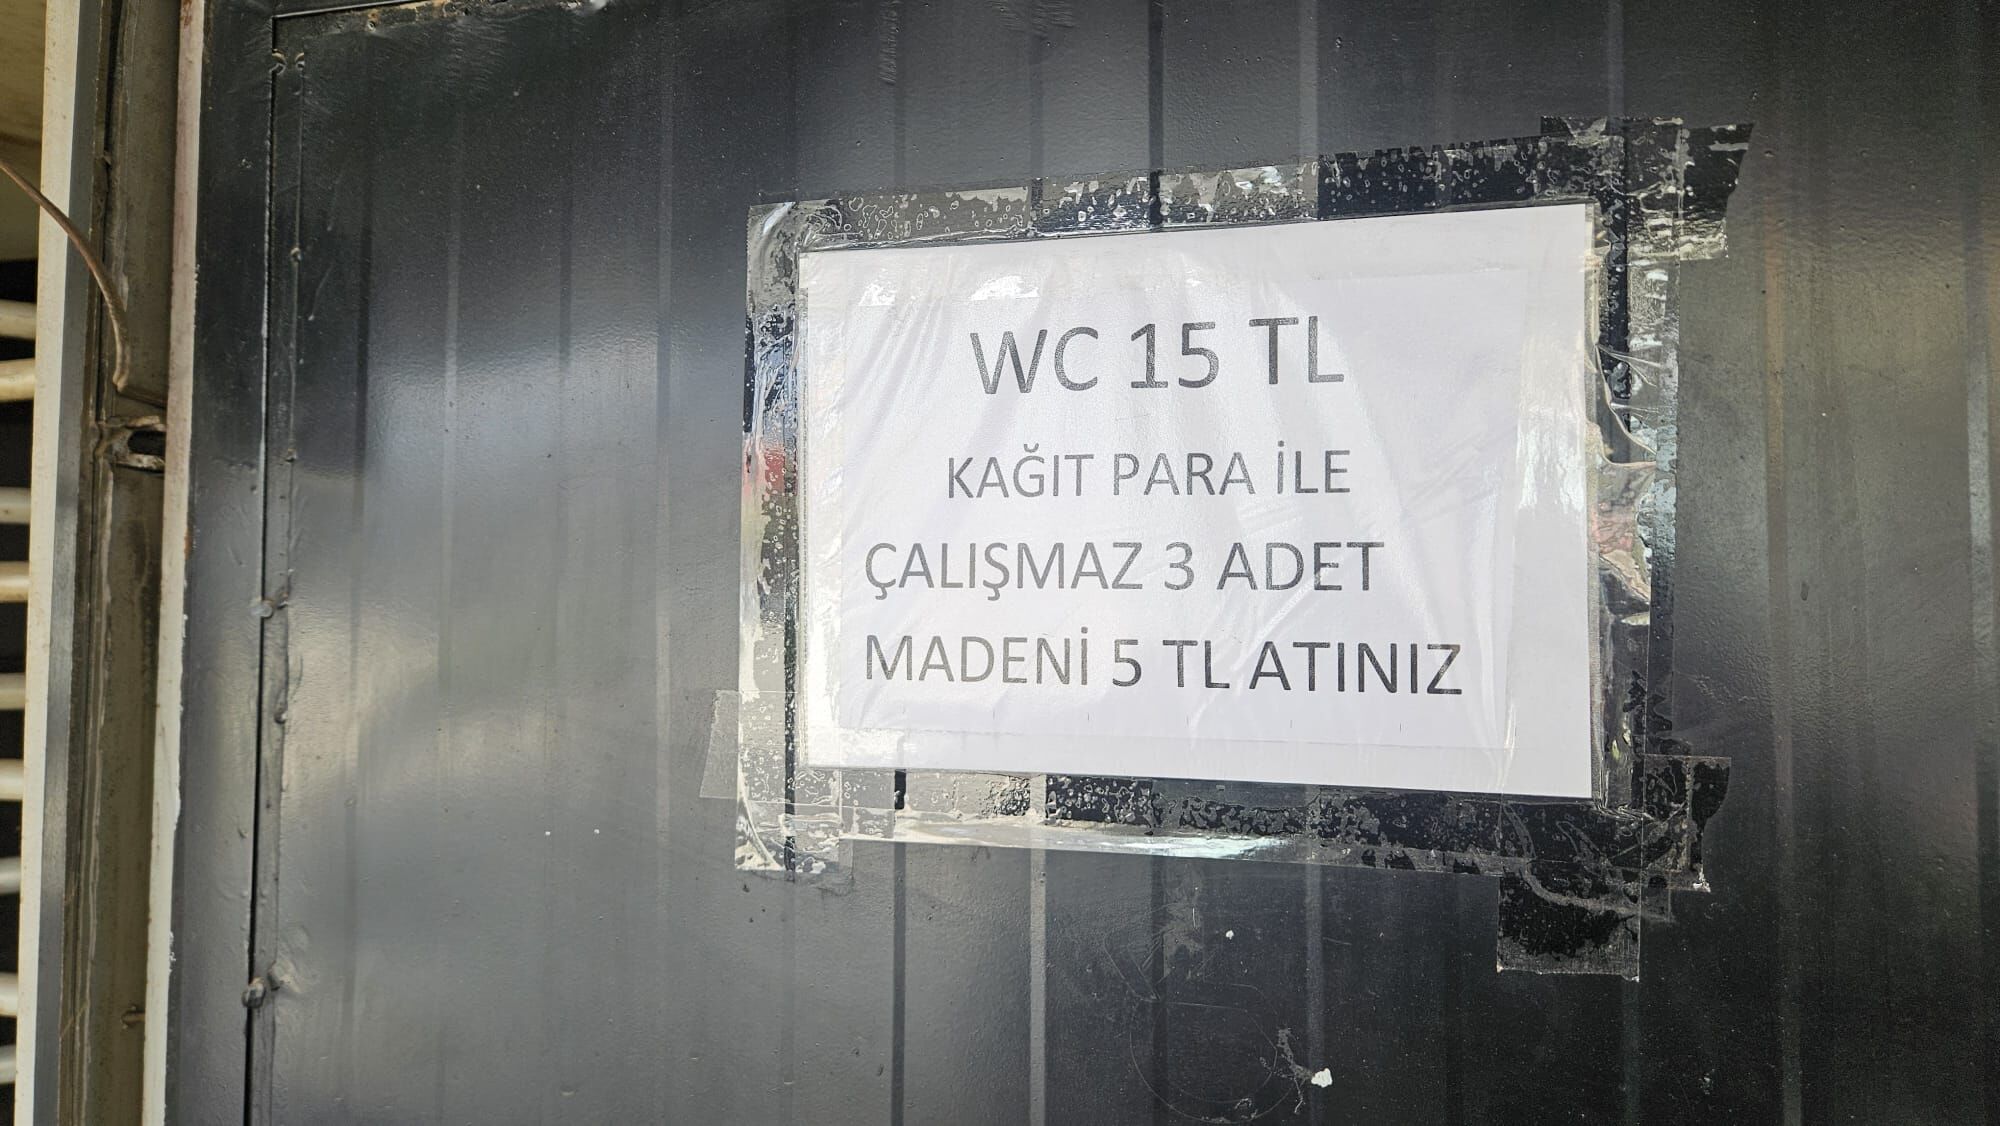 WC 15 TL
KAĞIT PARA İLE
ÇALIŞMAZ 3 ADET
MADENİ 5 TL ATINIZ